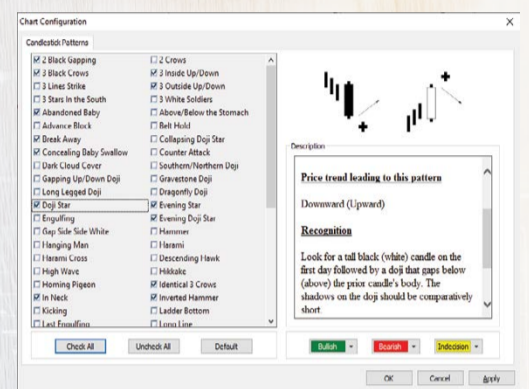 Chart Configuration
Candlestick Patterns
2 Black Gapping
2 Crows
3 Black Crows
3 Inside Up/Down
3 Lines Strike
3 Outside Up/Down
3 Stars In the South
3 White Soldiers
Abandoned Baby
Above/Below the Stomach
Advance Block
Belt Hold
Break Away
Collapsing Doji Star
Concealing Baby Swallow
Counter Attack
Dark Cloud Cover
Southern/Northern Doji
Gapping Up/Down Doji
Gravestone Doji
Long Legged Doji
Dragonfly Doji
Doji Star
Evening Star
Engulfing
Evening Doji Star
Gap Side Side White
Hammer
Hanging Man
Harami
Harami Cross
Descending Hawk
High Wave
Hikkake
Homing Pigeon
Identical 3 Crows
In Neck
Inverted Hammer
Kicking
Ladder Bottom
Last Engulfing
Long Line
Check All
Uncheck All
Default
Description
Price trend leading to this pattern
Downward (Upward)
Recognition
Look for a tall black (white) candle on the
first day followed by a doji that gaps below
(above) the prior candle's body. The
shadows on the doji should be comparatively
short.
Bullish
Bearish
Indecision
OK
Cancel
Apply